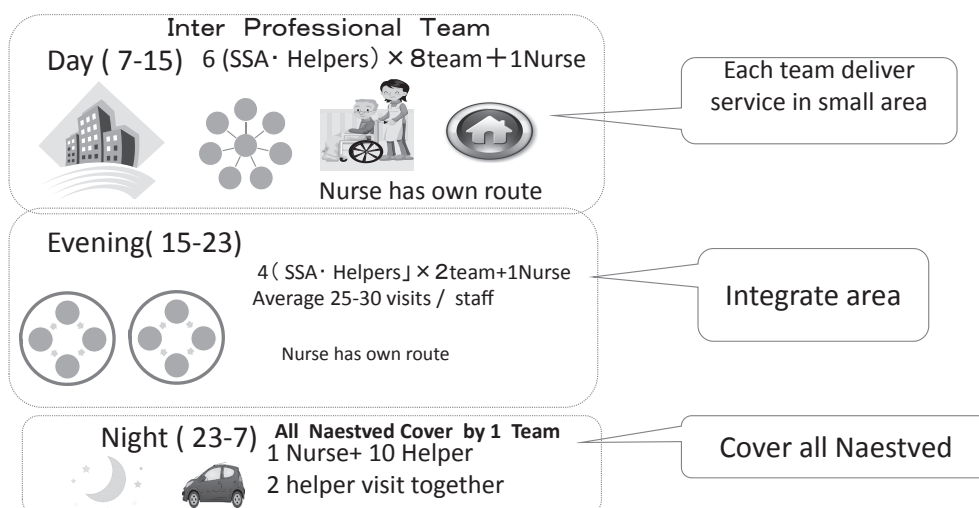 Inter Professional Team
Day ( 7-15) 6 (SSA· Helpers) × 8team＋1Nurse
Nurse has own route
Each team deliver
service in small area
Evening( 15-23)
4( SSA· Helpers」× 2team+1Nurse
Average 25-30 visits / staff
Nurse has own route
Integrate area
Night ( 23-7) All Naestved Cover by 1 Team
1 Nurse+ 10 Helper
2 helper visit together
Cover all Naestved